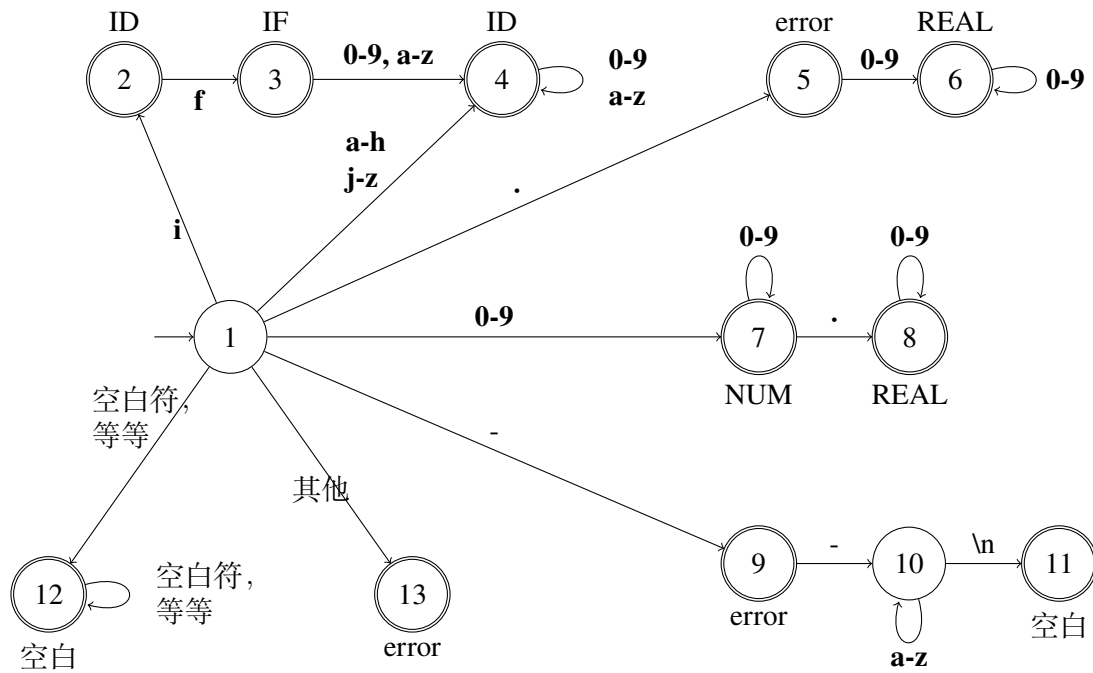 ID
IF
ID
error
REAL
2
f
3
0-9, a-z
4
0-9
a-z
5
0-9
6
0-9
i
a-h
j-z
.
0-9
0-9
1
0-9
7
.
8
NUM
REAL
空白符,
等等
其他
-
12
空白符,
等等
空白
13
error
9
-
10
\n
11
error
a-z
空白